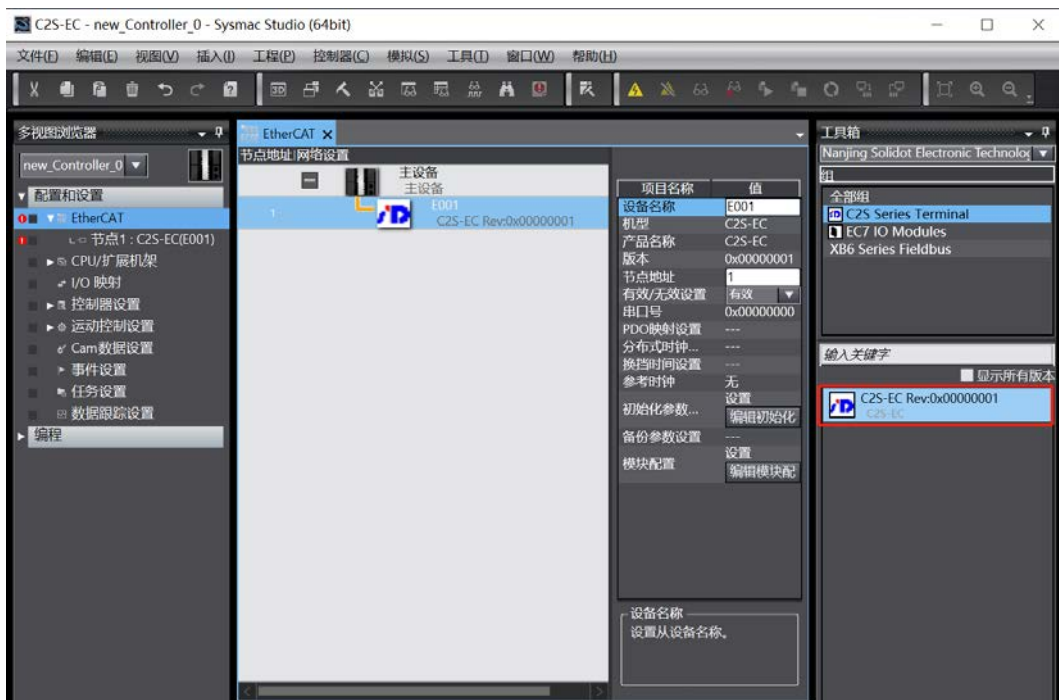 C2S-EC - new_Controller_0 - Sysmac Studio (64bit)
文件(F) 编辑(E) 视图(V) 插入(I) 工程(P) 控制器(C) 模拟(S) 工具(T) 窗口(W) 帮助(H)
多视图浏览器
new_Controller_0
配置和设置
EtherCAT
节点1 : C2S-EC(E001)
CPU/扩展机架
I/O 映射
控制器设置
运动控制设置
Cam数据设置
事件设置
任务设置
数据跟踪设置
编程
EtherCAT
节点地址|网络设置
主设备
主设备
1
E001
C2S-EC Rev:0x00000001
项目名称 值
设备名称 E001
机型 C2S-EC
产品名称 C2S-EC
版本 0x00000001
节点地址 1
有效/无效设置 有效
串口号 0x00000000
PDO映射设置 ---
分布式时钟... ---
换挡时间设置 ---
参考时钟 无
初始化参数... 设置
编辑初始化
备份参数设置 ---
模块配置 设置
编辑模块配
设备名称
设置从设备名称。
工具箱
Nanjing Solidot Electronic Technolo
组
全部组
C2S Series Terminal
EC7 IO Modules
XB6 Series Fieldbus
输入关键字
显示所有版本
C2S-EC Rev:0x00000001
C2S-EC